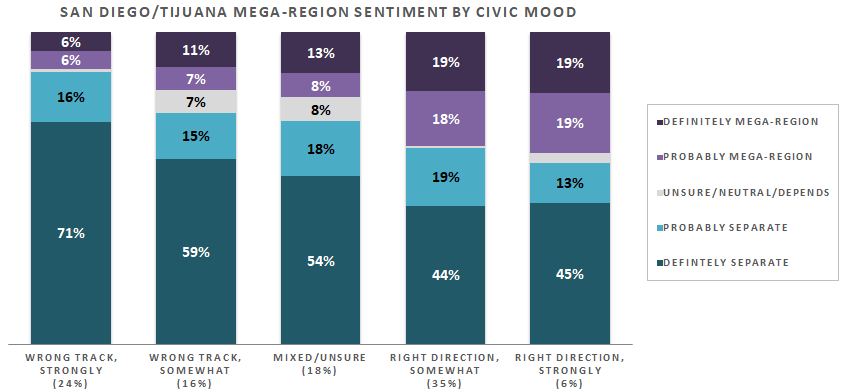 SAN DIEGO/TIJUANA MEGA-REGION SENTIMENT BY CIVIC MOOD
6%
6%
16%
71%
11%
7%
7%
15%
59%
13%
8%
8%
18%
54%
19%
18%
19%
44%
19%
19%
13%
45%
WRONG TRACK,
STRONGLY
(24%)
WRONG TRACK,
SOMEWHAT
(16%)
MIXED/UNSURE
(18%)
RIGHT DIRECTION,
SOMEWHAT
(35%)
RIGHT DIRECTION,
STRONGLY
(6%)
DEFINITELY MEGA-REGION
PROBABLY MEGA-REGION
UNSURE/NEUTRAL/DEPENDS
PROBABLY SEPARATE
DEFINTELY SEPARATE